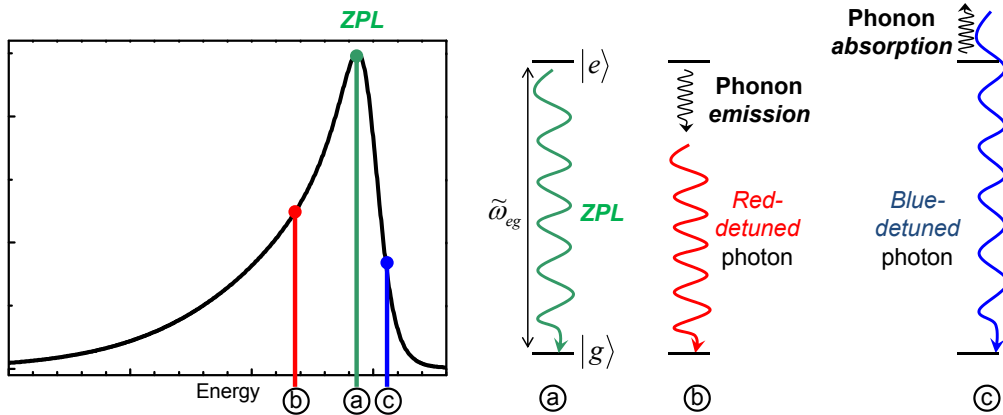 ZPL
Energy
ⓑ
ⓐ
ⓒ
|e⟩
ω̃eg
ZPL
|g⟩
ⓐ
Phonon
emission
Red-
detuned
photon
ⓑ
Phonon
absorption
Blue-
detuned
photon
ⓒ